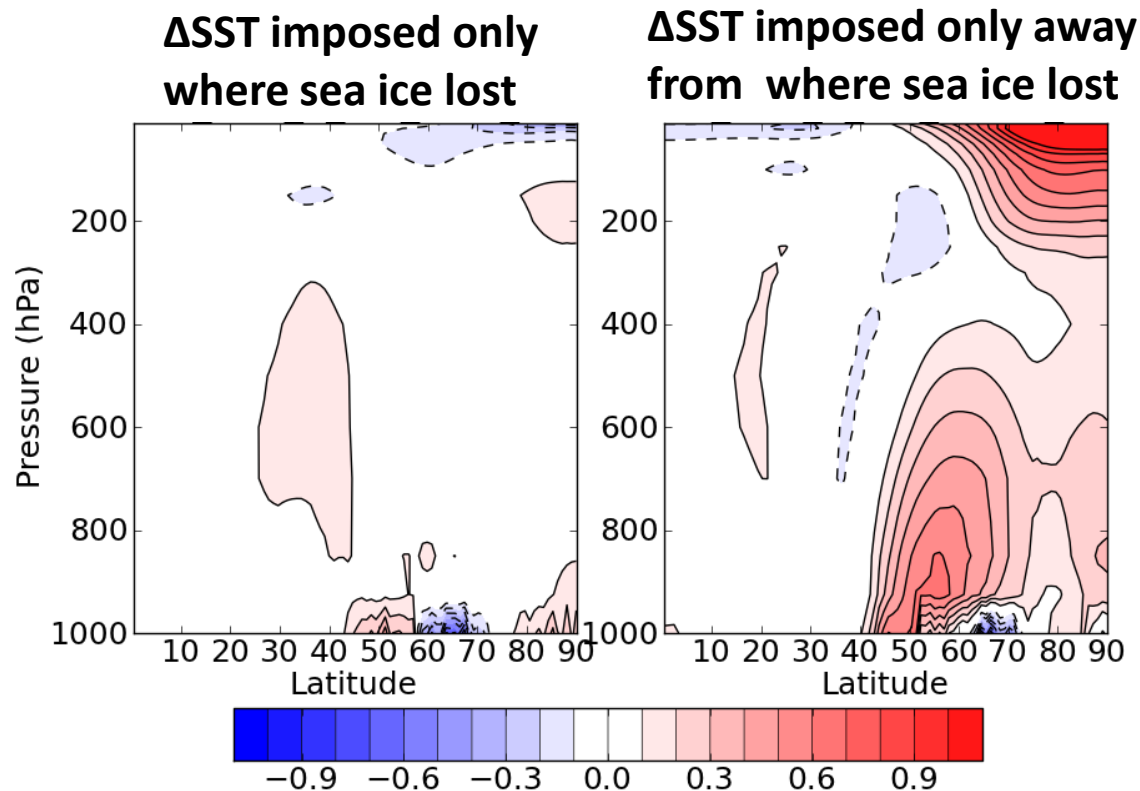 ΔSST imposed only
where sea ice lost
ΔSST imposed only away
from where sea ice lost
Pressure (hPa)
200
400
600
800
1000
10 20 30 40 50 60 70 80 90
Latitude
200
400
600
800
1000
10 20 30 40 50 60 70 80 90
Latitude
−0.9 −0.6 −0.3 0.0 0.3 0.6 0.9